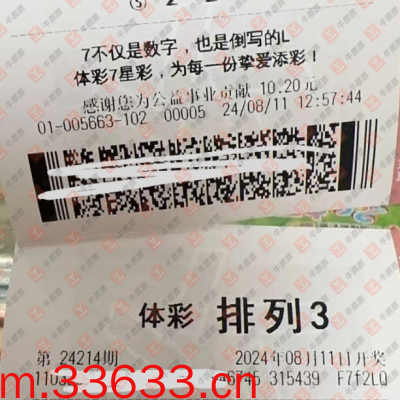 7不仅是数字，也是倒写的L
体彩7星彩，为每一份挚爱添彩！
感谢您为公益事业贡献 10.20元
01-005663-102 00005 24/08/11 12:57:44
体彩 排列3
第 24214期 2024年08月11日开奖
315439 F7f2LQ
m.33633.cn